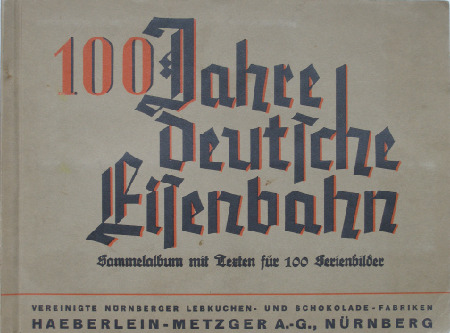 100 Jahre
deutsche
Eisenbahn
Sammelalbum mit Texten für 100 Serienbilder
VEREINIGTE NÜRNBERGER LEBKUCHEN- UND SCHOKOLADE-FABRIKEN
HAEBERLEIN-METZGER A.-G., NÜRNBERG